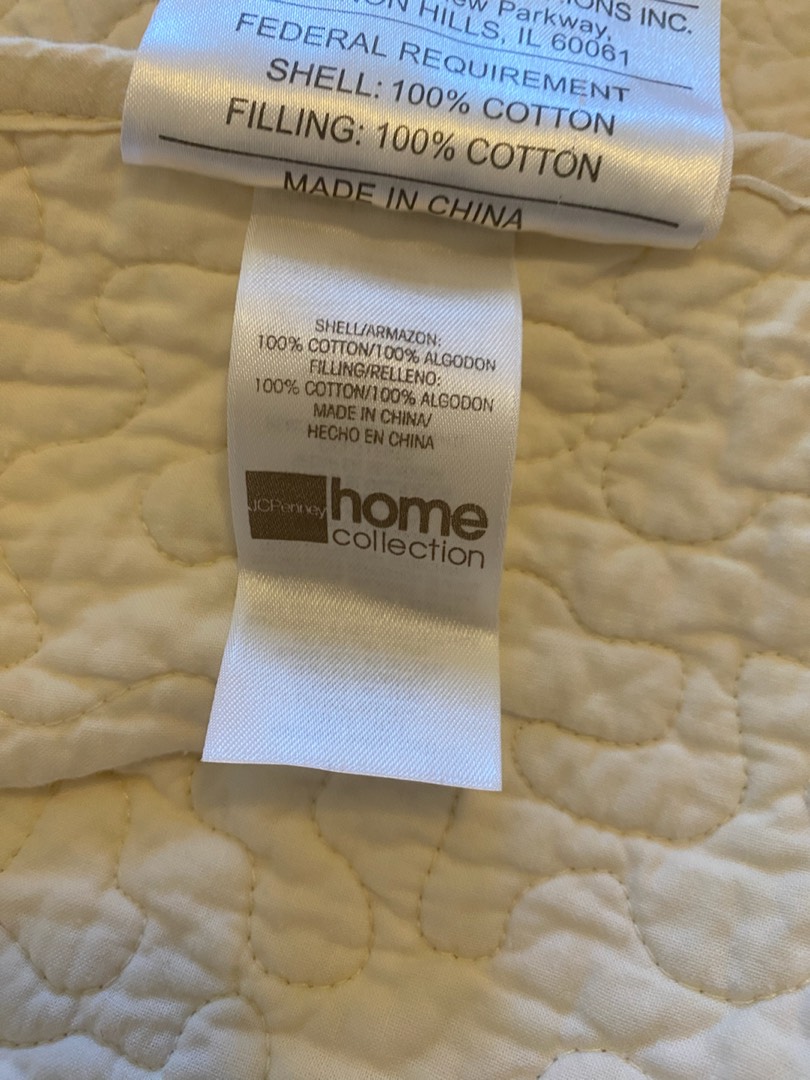 IONS INC.
ew Parkway,
ON HILLS, IL 60061
FEDERAL REQUIREMENT
SHELL: 100% COTTON
FILLING: 100% COTTON
MADE IN CHINA
SHELL/ARMAZON:
100% COTTON/100% ALGODON
FILLING/RELLENO:
100% COTTON/100% ALGODON
MADE IN CHINA/
HECHO EN CHINA
JCPenney home
collection